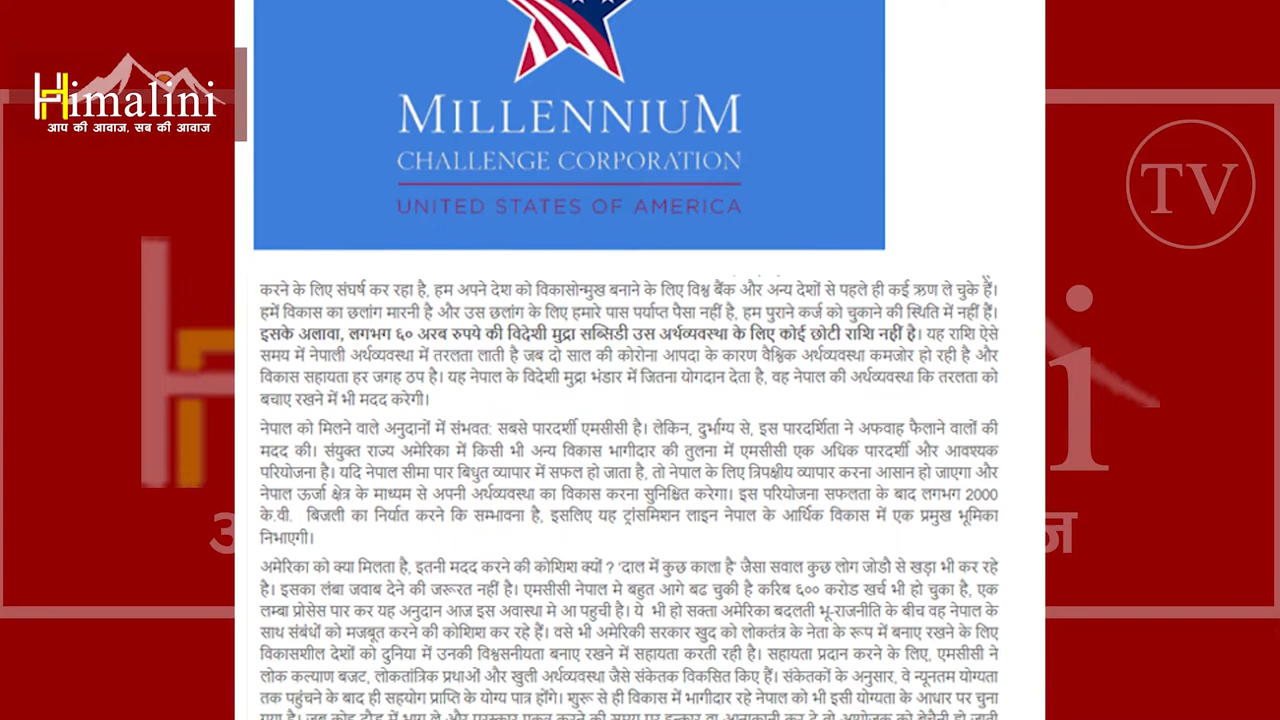 Himalini
आप की आवाज, सब की आवाज
TV
MILLENNIUM
CHALLENGE CORPORATION
UNITED STATES OF AMERICA
करने के लिए संघर्ष कर रहा है, हम अपने देश को विकासोन्मुख बनाने के लिए विश्व बैंक और अन्य देशों से पहले ही कई ऋण ले चुके हैं।
हमें विकास का छलांग मारनी है और उस छलांग के लिए हमारे पास पर्याप्त पैसा नहीं है, हम पुराने कर्ज को चुकाने की स्थिति में नहीं हैं।
इसके अलावा, लगभग ६० अरब रुपये की विदेशी मुद्रा सब्सिडी उस अर्थव्यवस्था के लिए कोई छोटी राशि नहीं है। यह राशि ऐसे
समय में नेपाली अर्थव्यवस्था में तरलता लाती है जब दो साल की कोरोना आपदा के कारण वैश्विक अर्थव्यवस्था कमजोर हो रही है और
विकास सहायता हर जगह ठप है। यह नेपाल के विदेशी मुद्रा भंडार में जितना योगदान देता है, वह नेपाल की अर्थव्यवस्था कि तरलता को
बचाए रखने में भी मदद करेगी।
नेपाल को मिलने वाले अनुदानों में संभवत: सबसे पारदर्शी एमसीसी है। लेकिन, दुर्भाग्य से, इस पारदर्शिता ने अफवाह फैलाने वालों की
मदद की। संयुक्त राज्य अमेरिका में किसी भी अन्य विकास भागीदार की तुलना में एमसीसी एक अधिक पारदर्शी और आवश्यक
परियोजना है। यदि नेपाल सीमा पार बिधुत व्यापार में सफल हो जाता है, तो नेपाल के लिए त्रिपक्षीय व्यापार करना आसान हो जाएगा और
नेपाल ऊर्जा क्षेत्र के माध्यम से अपनी अर्थव्यवस्था का विकास करना सुनिश्चित करेगा। इस परियोजना सफलता के बाद लगभग 2000
के.वी. बिजली का निर्यात करने कि सम्भावना है, इसलिए यह ट्रांसमिशन लाइन नेपाल के आर्थिक विकास में एक प्रमुख भूमिका
निभाएगी।
अमेरिका को क्या मिलता है, इतनी मदद करने की कोशिश क्यों ? 'दाल में कुछ काला है' जैसा सवाल कुछ लोग जोडौ से खड़ा भी कर रहे
है। इसका लंबा जवाब देने की जरूरत नहीं है। एमसीसी नेपाल मे बहुत आगे बढ चुकी है करिब ६०० करोड खर्च भी हो चुका है, एक
लम्बा प्रोसेस पार कर यह अनुदान आज इस अवास्था मे आ पहुची है। ये भी हो सक्ता अमेरिका बदलती भू-राजनीति के बीच वह नेपाल के
साथ संबंधों को मजबूत करने की कोशिश कर रहे हैं। वसे भी अमेरिकी सरकार खुद को लोकतंत्र के नेता के रूप में बनाए रखने के लिए
विकासशील देशों को दुनिया में उनकी विश्वसनीयता बनाए रखने में सहायता करती रही है। सहायता प्रदान करने के लिए, एमसीसी ने
लोक कल्याण बजट, लोकतांत्रिक प्रथाओं और खुली अर्थव्यवस्था जैसे संकेतक विकसित किए हैं। संकेतकों के अनुसार, वे न्यूनतम योग्यता
तक पहुंचने के बाद ही सहयोग प्राप्ति के योग्य पात्र होंगे। शुरू से ही विकास में भागीदार रहे नेपाल को भी इसी योग्यता के आधार पर चुना